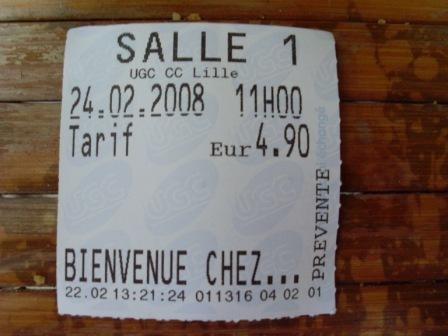 SALLE 1
UGC CC Lille
24.02.2008 11H00
Tarif Eur 4.90
PREVENTE
BIENVENUE CHEZ...
22.02 13:21:24 011316 04 02 01